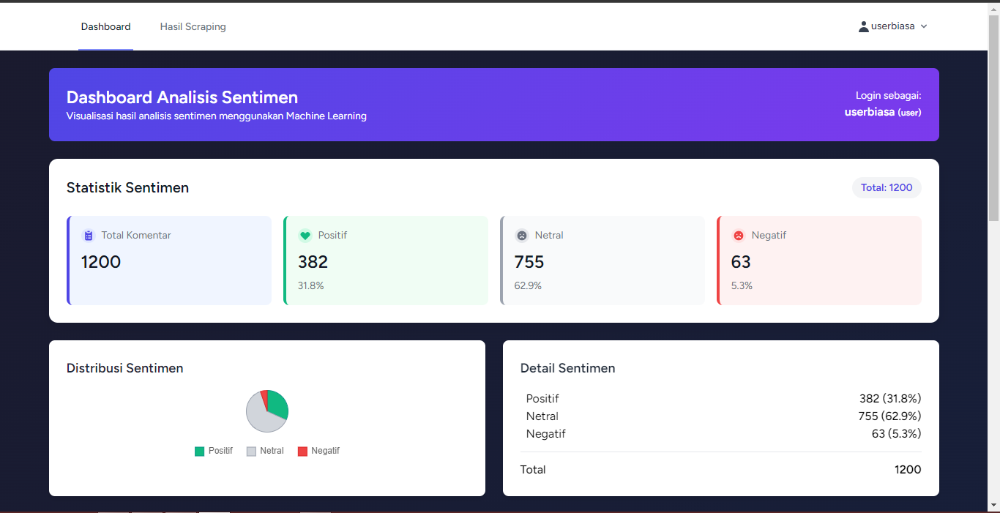 Dashboard
Hasil Scraping
userbiasa
Dashboard Analisis Sentimen
Visualisasi hasil analisis sentimen menggunakan Machine Learning
Login sebagai:
userbiasa (user)
Statistik Sentimen
Total: 1200
Total Komentar
1200
Positif
382
31.8%
Netral
755
62.9%
Negatif
63
5.3%
Distribusi Sentimen
Positif
Netral
Negatif
Detail Sentimen
Positif 382 (31.8%)
Netral 755 (62.9%)
Negatif 63 (5.3%)
Total 1200